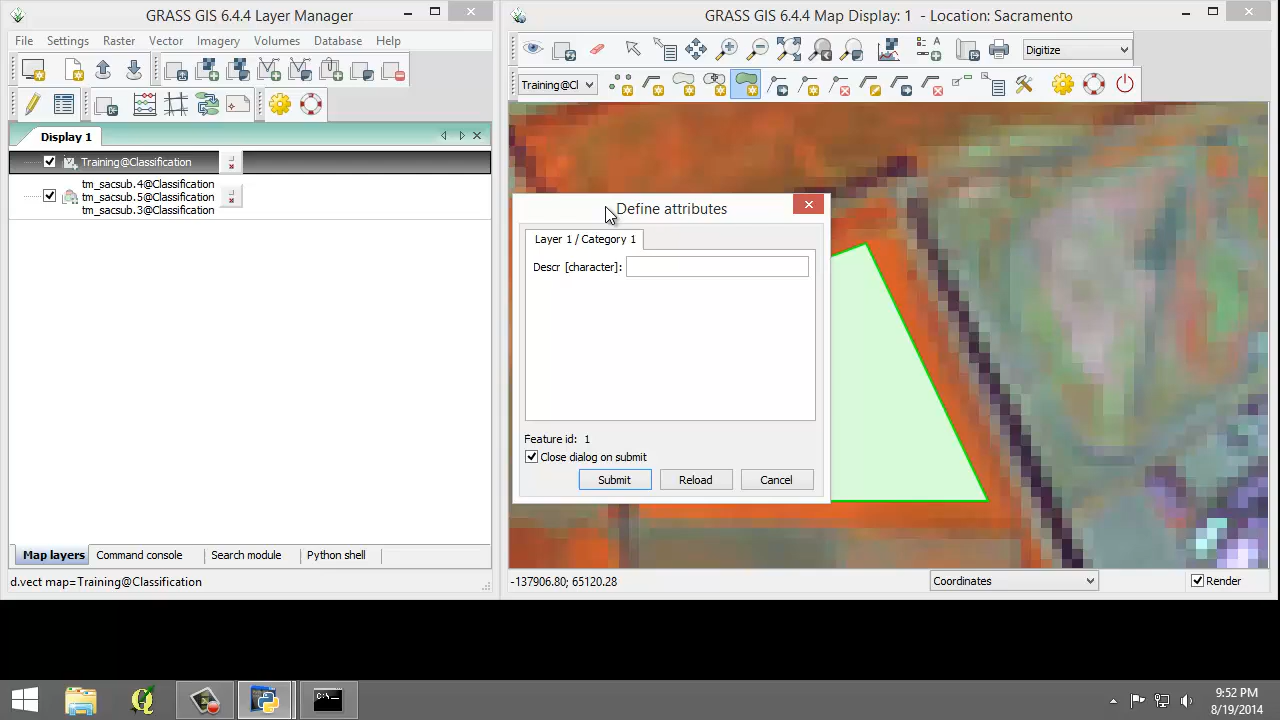 GRASS GIS 6.4.4 Layer Manager
File Settings Raster Vector Imagery Volumes Database Help
Display 1
Training@Classification
tm_sacsub.4@Classification
tm_sacsub.5@Classification
tm_sacsub.3@Classification
Map layers Command console Search module Python shell
d.vect map=Training@Classification
GRASS GIS 6.4.4 Map Display: 1 - Location: Sacramento
Digitize
Training@Cl
Define attributes
Layer 1 / Category 1
Descr [character]:
Feature id: 1
Close dialog on submit
Submit Reload Cancel
-137906.80; 65120.28
Coordinates
Render
9:52 PM
8/19/2014